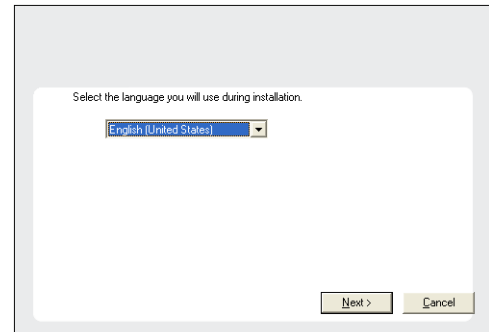 Select the language you will use during installation.
English (United States)
Next > Cancel